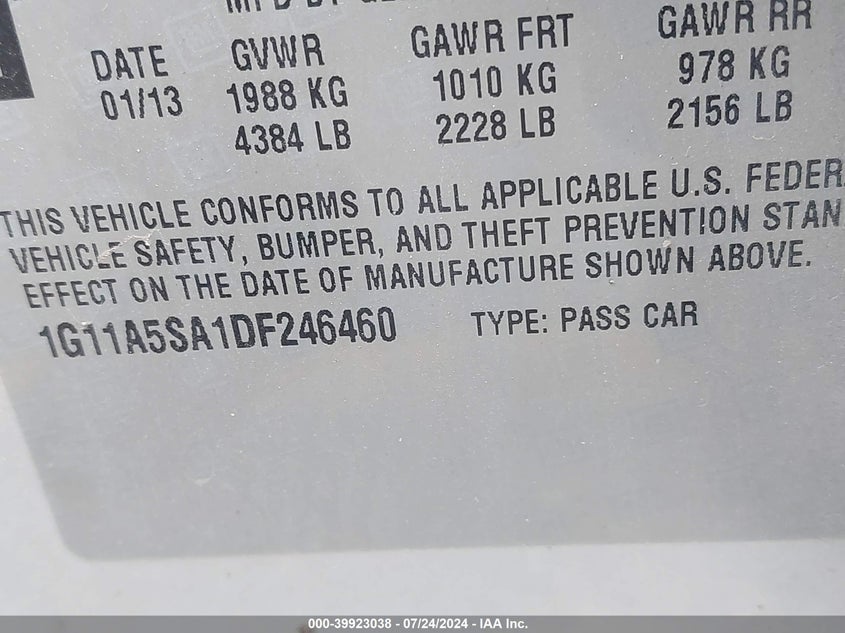 MFD BY
DATE GVWR GAWR FRT GAWR RR
01/13 1988 KG 1010 KG 978 KG
4384 LB 2228 LB 2156 LB
THIS VEHICLE CONFORMS TO ALL APPLICABLE U.S. FEDER
VEHICLE SAFETY, BUMPER, AND THEFT PREVENTION STAN
EFFECT ON THE DATE OF MANUFACTURE SHOWN ABOVE.
1G11A5SA1DF246460 TYPE: PASS CAR
000-39923038 - 07/24/2024 - IAA Inc.